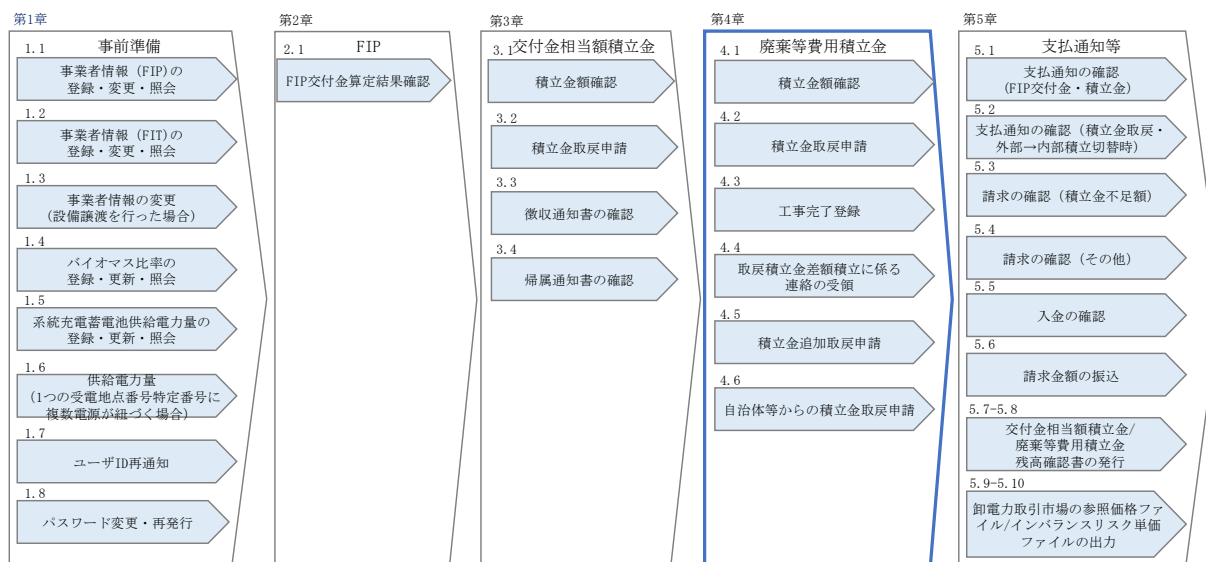 第1章
事前準備
1.1
事業者情報（FIP)の
登録・変更・照会
1.2
事業者情報（FIT)の
登録・変更・照会
1.3
事業者情報の変更
(設備譲渡を行った場合)
1.4
バイオマス比率の
登録・更新・照会
1.5
系統充電蓄電池供給電力量の
登録・更新・照会
1.6
供給電力量
(1つの受電地点番号特定番号に
複数電源が紐づく場合)
1.7
ユーザID再通知
1.8
パスワード変更・再発行
第2章
FIP
2.1
FIP交付金算定結果確認
第3章
交付金相当額積立金
3.1
積立金額確認
3.2
積立金取戻申請
3.3
徴収通知書の確認
3.4
帰属通知書の確認
第4章
廃棄等費用積立金
4.1
積立金額確認
4.2
積立金取戻申請
4.3
工事完了登録
4.4
取戻積立金差額積立に係る
連絡の受領
4.5
積立金追加取戻申請
4.6
自治体等からの積立金取戻申請
第5章
支払通知等
5.1
支払通知の確認
(FIP交付金・積立金)
5.2
支払通知の確認（積立金取戻・
外部→内部積立切替時）
5.3
請求の確認（積立金不足額）
5.4
請求の確認（その他）
5.5
入金の確認
5.6
請求金額の振込
5.7-5.8
交付金相当額積立金/
廃棄等費用積立金
残高確認書の発行
5.9-5.10
卸電力取引市場の参照価格ファ
イル/インバランスリスク単価
ファイルの出力